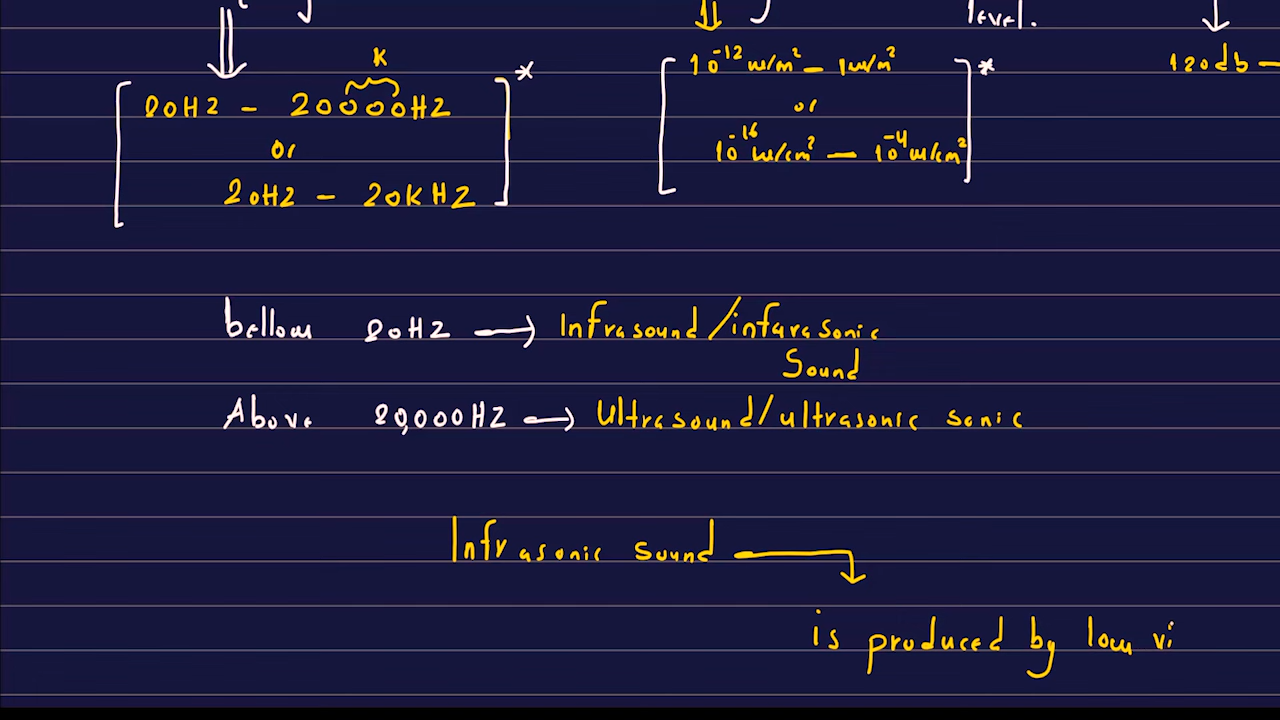 level.
K
20HZ - 20000HZ
or
20HZ - 20KHZ
10⁻¹² w/m² - 1w/m²
or
10⁻¹⁶ w/cm² - 10⁻⁴ w/cm²
120db -
bellow 20HZ → Infrasound/infarasonic
Sound
Above 20,000HZ → Ultrasound/ultrasonic sonic
Infrasonic sound
is produced by low vi